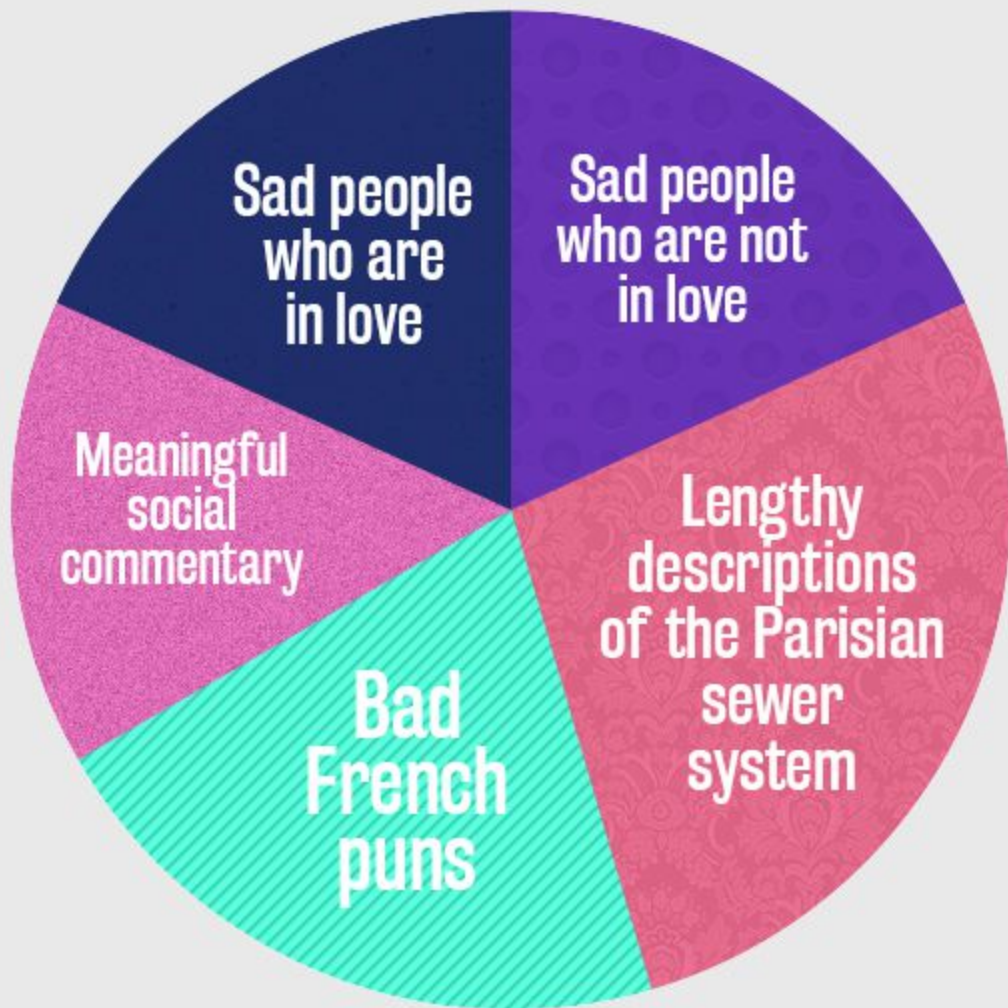 Sad people
who are
in love
Sad people
who are not
in love
Meaningful
social
commentary
Lengthy
descriptions
of the Parisian
sewer
system
Bad
French
puns